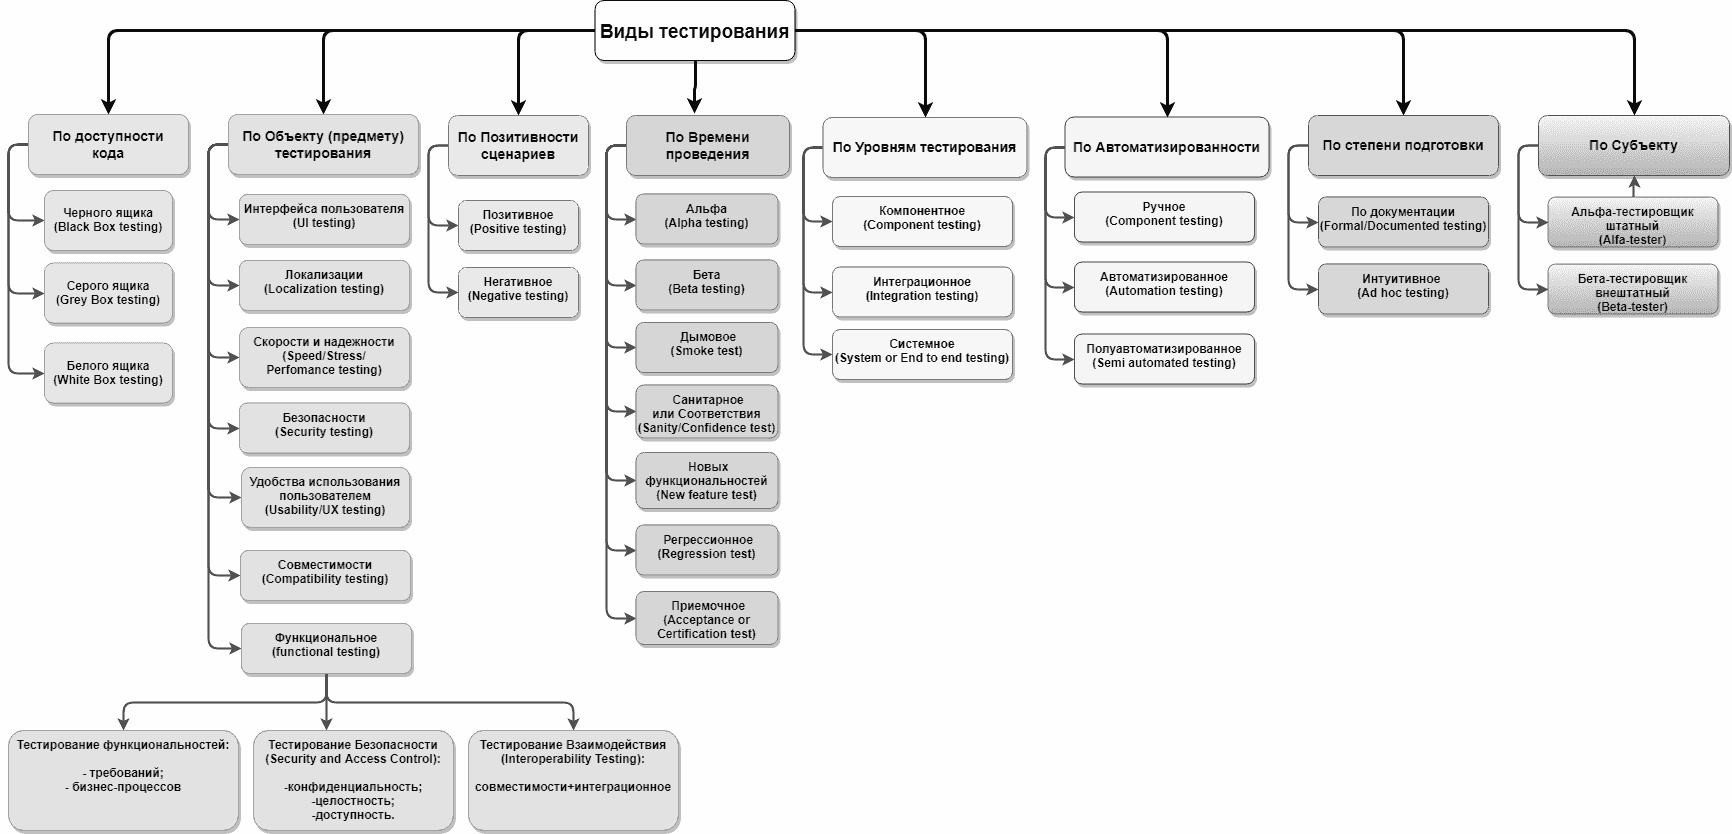 Виды тестирования
По доступности
кода
Черного ящика
(Black Box testing)
Серого ящика
(Grey Box testing)
Белого ящика
(White Box testing)
По Объекту (предмету)
тестирования
Интерфейса пользователя
(UI testing)
Локализации
(Localization testing)
Скорости и надежности
(Speed/Stress/
Perfomance testing)
Безопасности
(Security testing)
Удобства использования
пользователем
(Usability/UX testing)
Совместимости
(Compatibility testing)
Функциональное
(functional testing)
Тестирование функциональностей:
- требований;
- бизнес-процессов
Тестирование Безопасности
(Security and Access Control):
-конфиденциальность;
-целостность;
-доступность.
Тестирование Взаимодействия
(Interoperability Testing):
совместимости+интеграционное
По Позитивности
сценариев
Позитивное
(Positive testing)
Негативное
(Negative testing)
По Времени
проведения
Альфа
(Alpha testing)
Бета
(Beta testing)
Дымовое
(Smoke test)
Санитарное
или Соответствия
(Sanity/Confidence test)
Новых
функциональностей
(New feature test)
Регрессионное
(Regression test)
Приемочное
(Acceptance or
Certification test)
По Уровням тестирования
Компонентное
(Component testing)
Интеграционное
(Integration testing)
Системное
(System or End to end testing)
По Автоматизированности
Ручное
(Component testing)
Автоматизированное
(Automation testing)
Полуавтоматизированное
(Semi automated testing)
По степени подготовки
По документации
(Formal/Documented testing)
Интуитивное
(Ad hoc testing)
По Субъекту
Альфа-тестировщик
штатный
(Alfa-tester)
Бета-тестировщик
внештатный
(Beta-tester)